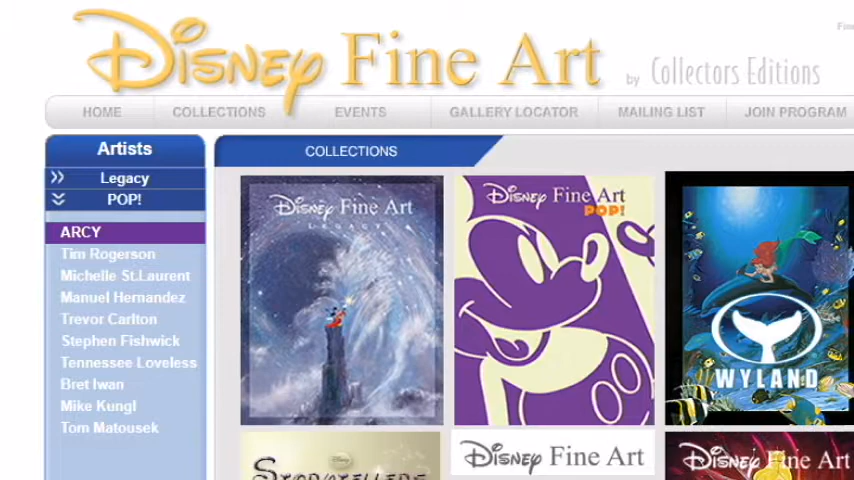 Disney Fine Art by Collectors Editions
HOME COLLECTIONS EVENTS GALLERY LOCATOR MAILING LIST JOIN PROGRAM
Artists
Legacy
POP!
ARCY
Tim Rogerson
Michelle St.Laurent
Manuel Hernandez
Trevor Carlton
Stephen Fishwick
Tennessee Loveless
Bret Iwan
Mike Kungl
Tom Matousek
COLLECTIONS
Disney Fine Art
LEGACY
Disney Fine Art
POP!
WYLAND
Disney
STORYTELLERS
Disney Fine Art
Disney Fine Art